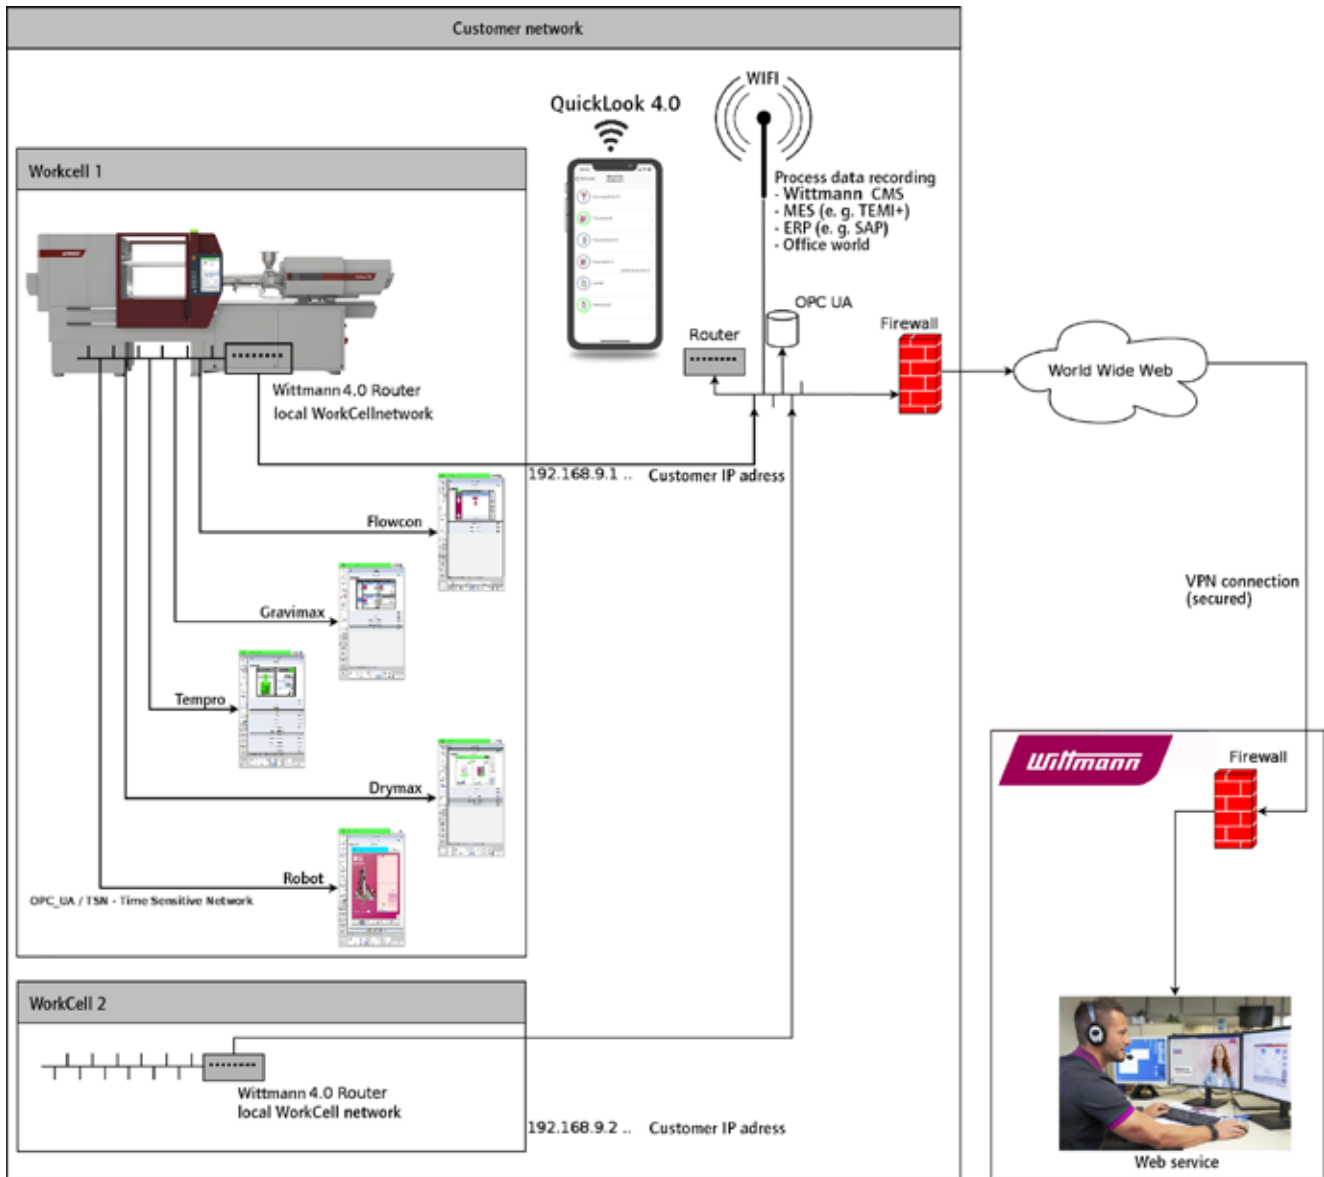 Customer network
WIFI
QuickLook 4.0
Workcell 1
Process data recording
- Wittmann CMS
- MES (e. g. TEMI+)
- ERP (e. g. SAP)
- Office world
OPC UA
Router
Firewall
World Wide Web
Wittmann 4.0 Router
local WorkCellnetwork
192.168.9.1 .. Customer IP adress
Flowcon
Gravimax
Tempro
Drymax
Robot
OPC_UA / TSN - Time Sensitive Network
VPN connection
(secured)
Wittmann
Firewall
WorkCell 2
Wittmann 4.0 Router
local WorkCell network
192.168.9.2 .. Customer IP adress
Web service